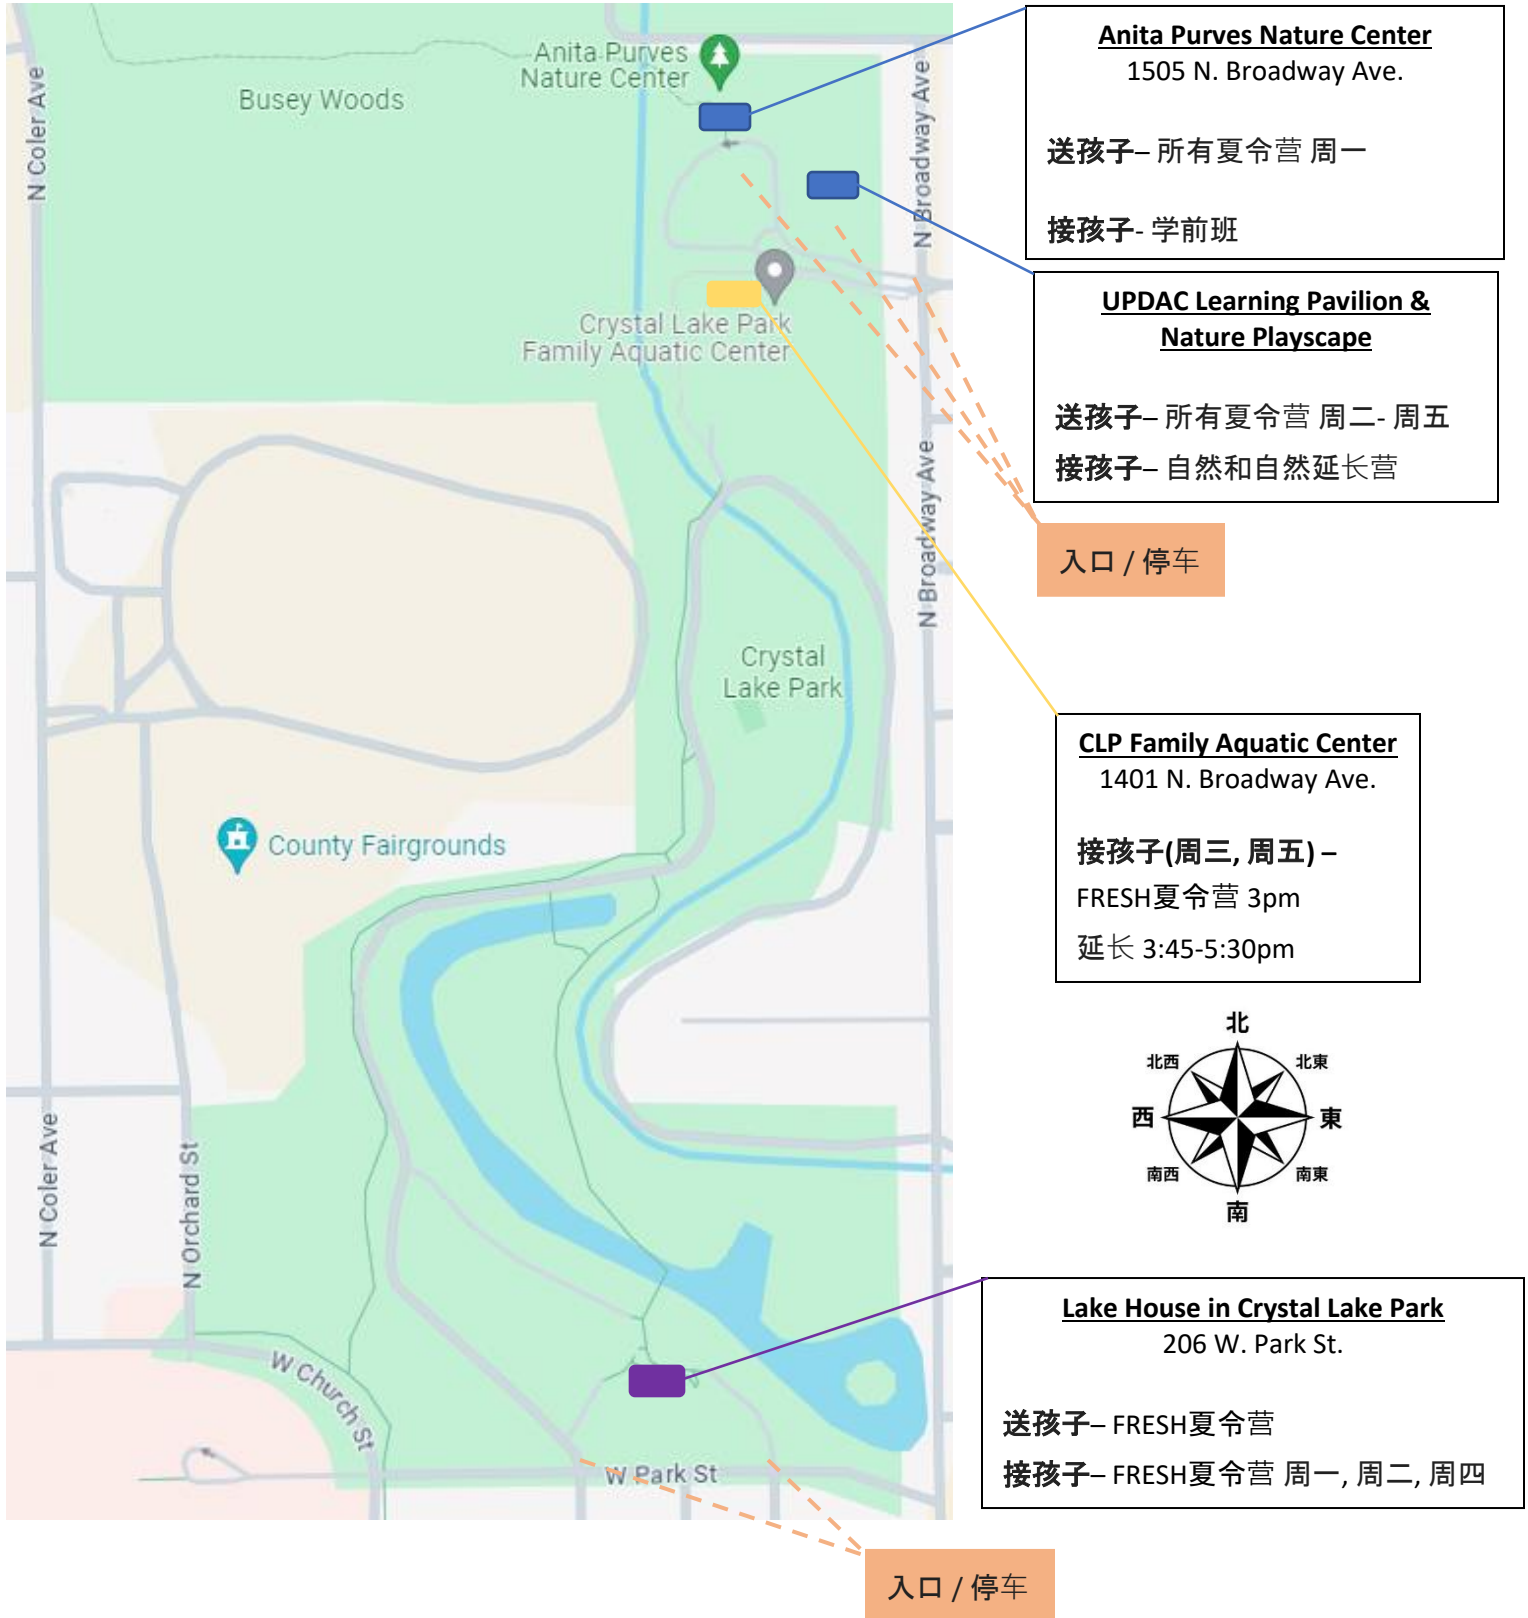 Anita Purves
Nature Center
Busey Woods
N Coler Ave
N Broadway Ave
Crystal Lake Park
Family Aquatic Center
N Broadway Ave
Crystal
Lake Park
County Fairgrounds
N Coler Ave
N Orchard St
W Church St
W Park St
Anita Purves Nature Center
1505 N. Broadway Ave.
送孩子– 所有夏令营 周一
接孩子- 学前班
UPDAC Learning Pavilion &
Nature Playscape
送孩子– 所有夏令营 周二- 周五
接孩子– 自然和自然延长营
入口 / 停车
CLP Family Aquatic Center
1401 N. Broadway Ave.
接孩子(周三, 周五) –
FRESH夏令营 3pm
延长 3:45-5:30pm
北
北西 北東
西 東
南西 南東
南
Lake House in Crystal Lake Park
206 W. Park St.
送孩子– FRESH夏令营
接孩子– FRESH夏令营 周一, 周二, 周四
入口 / 停车